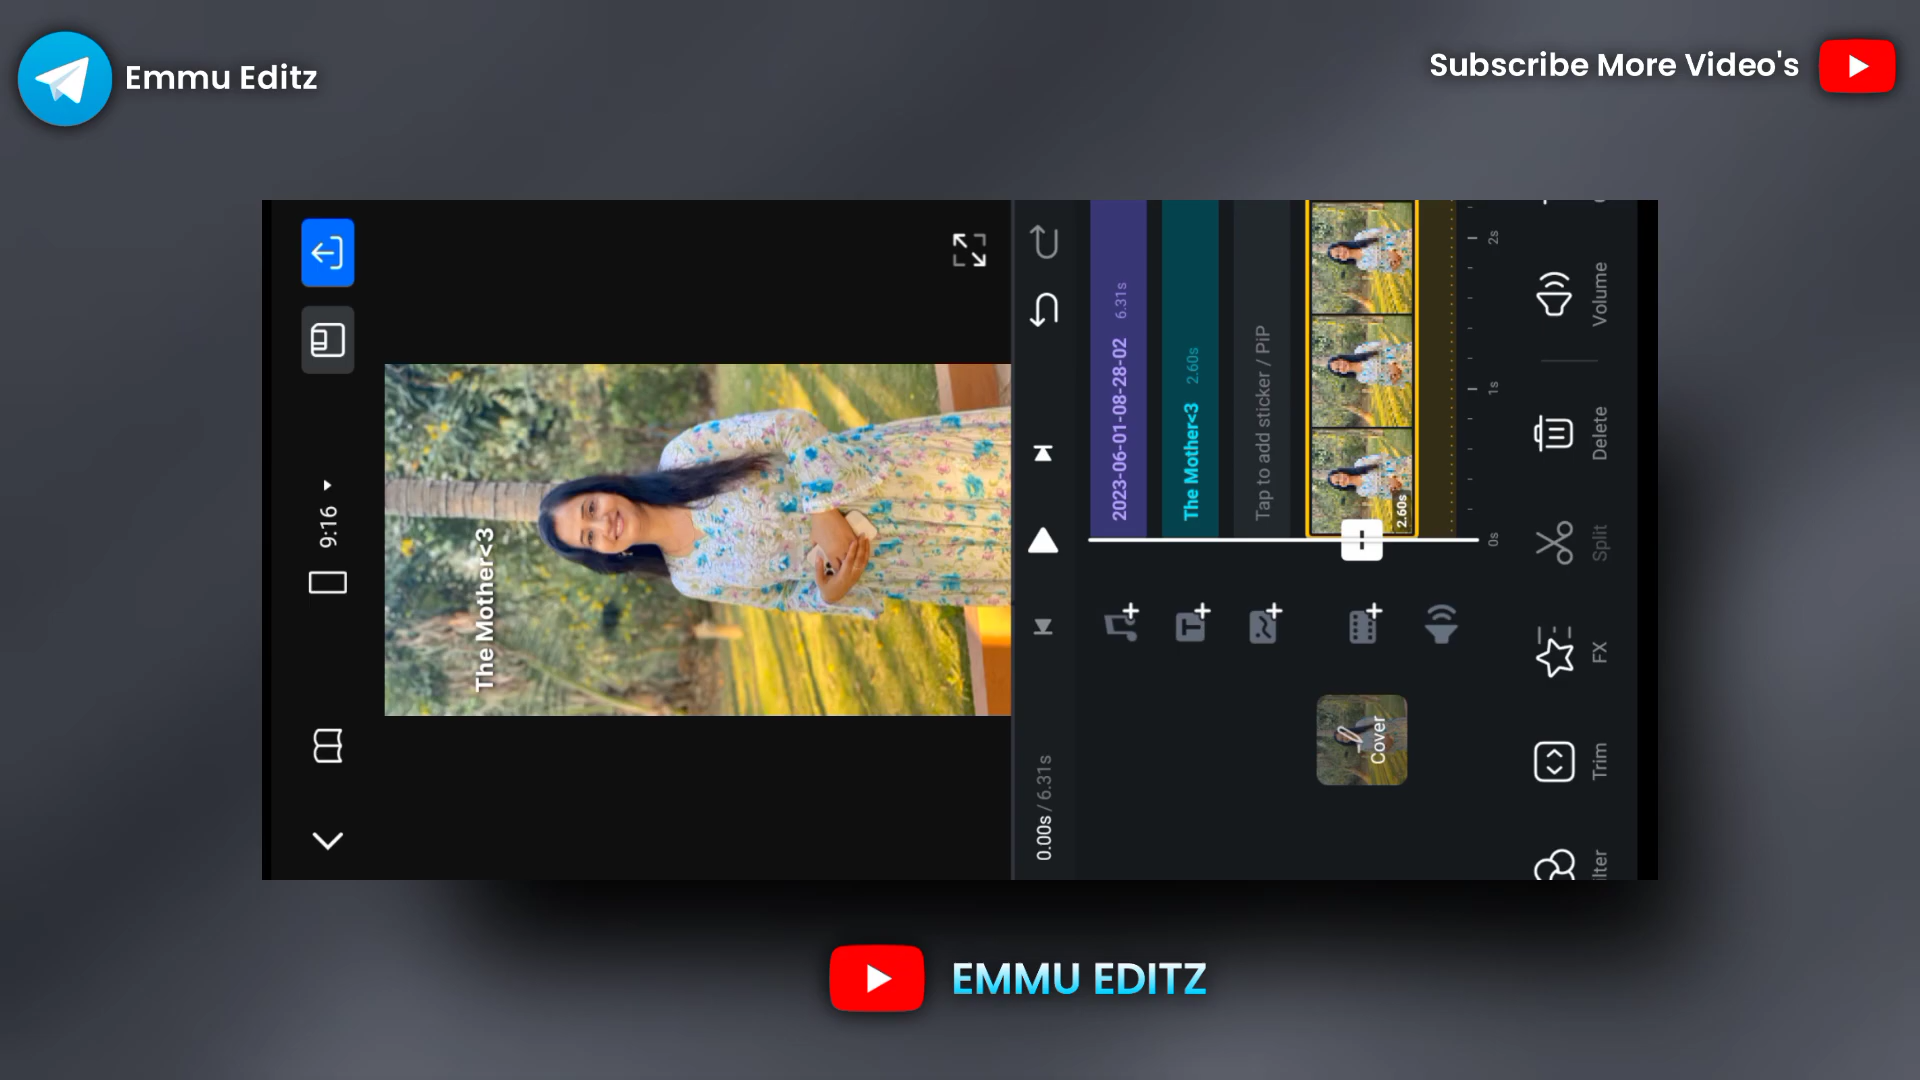 Emmu Editz
Subscribe More Video's
9:16
The Mother<3
0.00s / 6.31s
2023-06-01-08-28-02 6.31s
The Mother<3 2.60s
Tap to add sticker / PiP
2.60s
Cover
0s
1s
2s
Trim
FX
Split
Delete
Volume
EMMU EDITZ